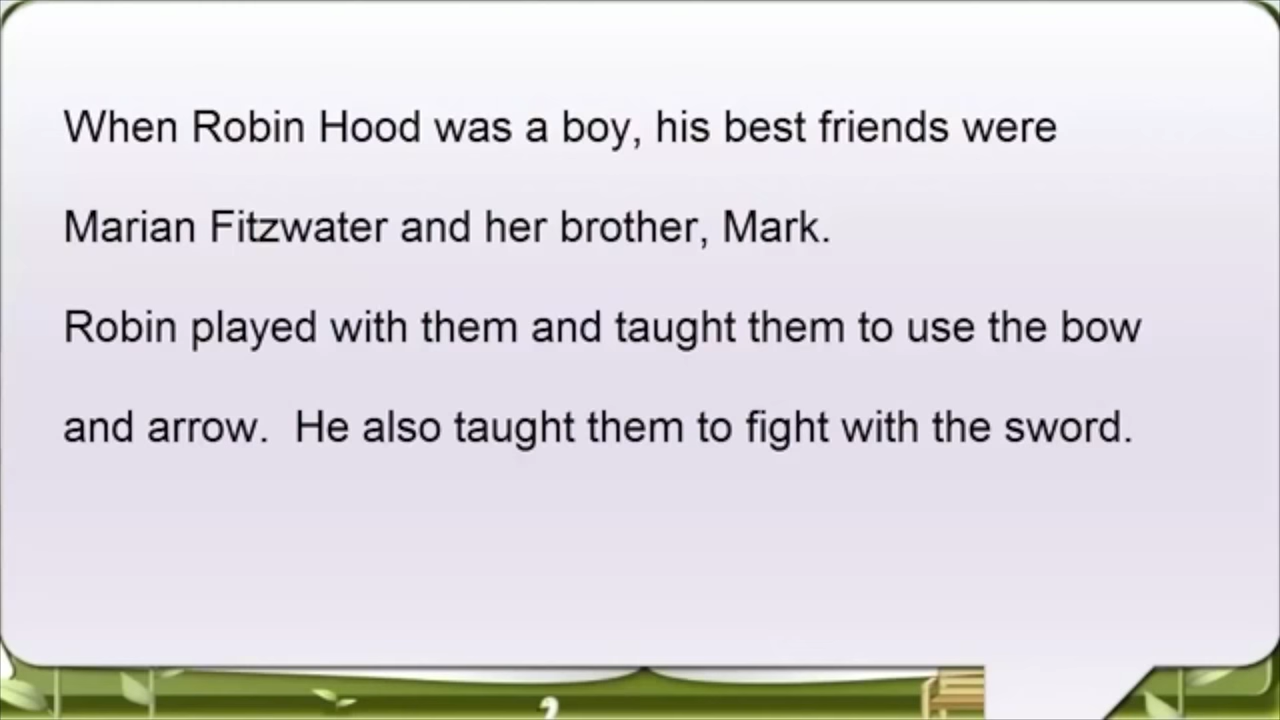 When Robin Hood was a boy, his best friends were
Marian Fitzwater and her brother, Mark.
Robin played with them and taught them to use the bow
and arrow.  He also taught them to fight with the sword.